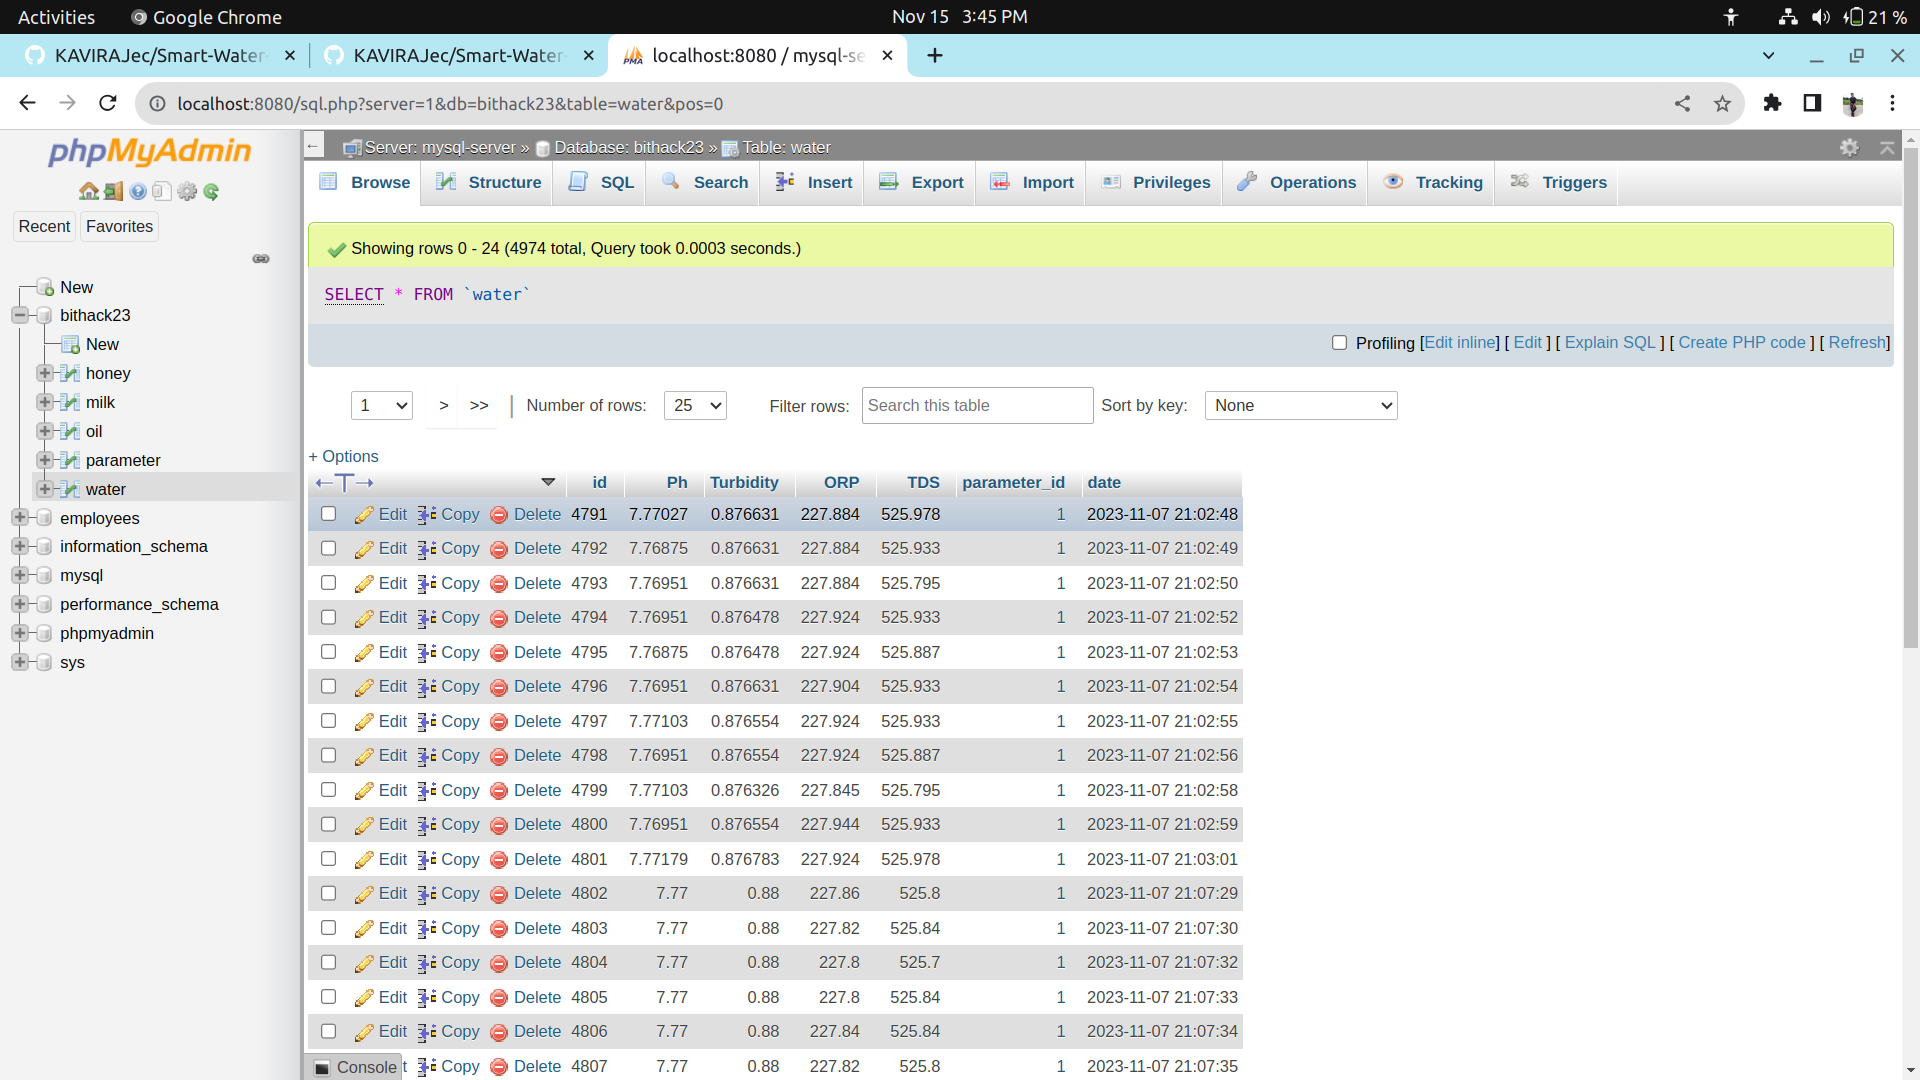 Activities Google Chrome Nov 15 3:45 PM 21 %
KAVIRAJec/Smart-Water- KAVIRAJec/Smart-Water- localhost:8080 / mysql-se
localhost:8080/sql.php?server=1&db=bithack23&table=water&pos=0
phpMyAdmin
Recent Favorites
New
bithack23
New
honey
milk
oil
parameter
water
employees
information_schema
mysql
performance_schema
phpmyadmin
sys
← Server: mysql-server » Database: bithack23 » Table: water
Browse Structure SQL Search Insert Export Import Privileges Operations Tracking Triggers
Showing rows 0 - 24 (4974 total, Query took 0.0003 seconds.)
SELECT * FROM `water`
Profiling [Edit inline] [ Edit ] [ Explain SQL ] [ Create PHP code ] [ Refresh]
1 > >> | Number of rows: 25 Filter rows: Search this table Sort by key: None
+ Options
←T→ id Ph Turbidity ORP TDS parameter_id date
Edit Copy Delete 4791 7.77027 0.876631 227.884 525.978 1 2023-11-07 21:02:48
Edit Copy Delete 4792 7.76875 0.876631 227.884 525.933 1 2023-11-07 21:02:49
Edit Copy Delete 4793 7.76951 0.876631 227.884 525.795 1 2023-11-07 21:02:50
Edit Copy Delete 4794 7.76951 0.876478 227.924 525.933 1 2023-11-07 21:02:52
Edit Copy Delete 4795 7.76875 0.876478 227.924 525.887 1 2023-11-07 21:02:53
Edit Copy Delete 4796 7.76951 0.876631 227.904 525.933 1 2023-11-07 21:02:54
Edit Copy Delete 4797 7.77103 0.876554 227.924 525.933 1 2023-11-07 21:02:55
Edit Copy Delete 4798 7.76951 0.876554 227.924 525.887 1 2023-11-07 21:02:56
Edit Copy Delete 4799 7.77103 0.876326 227.845 525.795 1 2023-11-07 21:02:58
Edit Copy Delete 4800 7.76951 0.876554 227.944 525.933 1 2023-11-07 21:02:59
Edit Copy Delete 4801 7.77179 0.876783 227.924 525.978 1 2023-11-07 21:03:01
Edit Copy Delete 4802 7.77 0.88 227.86 525.8 1 2023-11-07 21:07:29
Edit Copy Delete 4803 7.77 0.88 227.82 525.84 1 2023-11-07 21:07:30
Edit Copy Delete 4804 7.77 0.88 227.8 525.7 1 2023-11-07 21:07:32
Edit Copy Delete 4805 7.77 0.88 227.8 525.84 1 2023-11-07 21:07:33
Edit Copy Delete 4806 7.77 0.88 227.84 525.84 1 2023-11-07 21:07:34
Console t Copy Delete 4807 7.77 0.88 227.82 525.8 1 2023-11-07 21:07:35